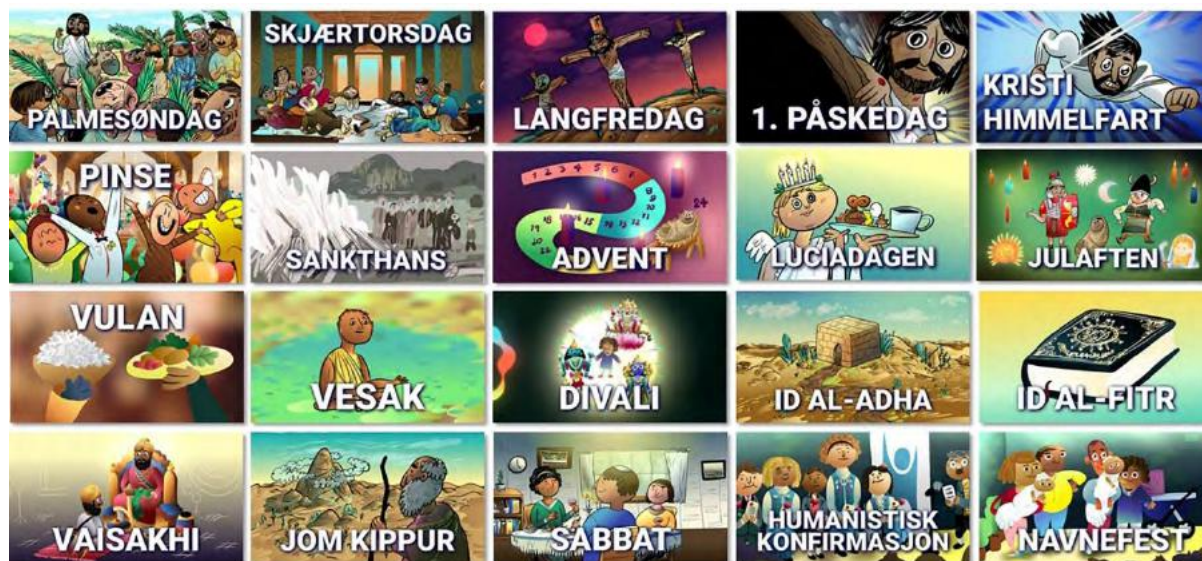 PALMESØNDAG
SKJÆRTORSDAG
LANGFREDAG
1. PÅSKEDAG
KRISTI
HIMMELFART
PINSE
SANKTHANS
ADVENT
LUCIADAGEN
JULAFTEN
VULAN
VESAK
DIVALI
ID AL-ADHA
ID AL-FITR
VAISAKHI
JOM KIPPUR
SABBAT
HUMANISTISK
KONFIRMASJON
NAVNEFEST